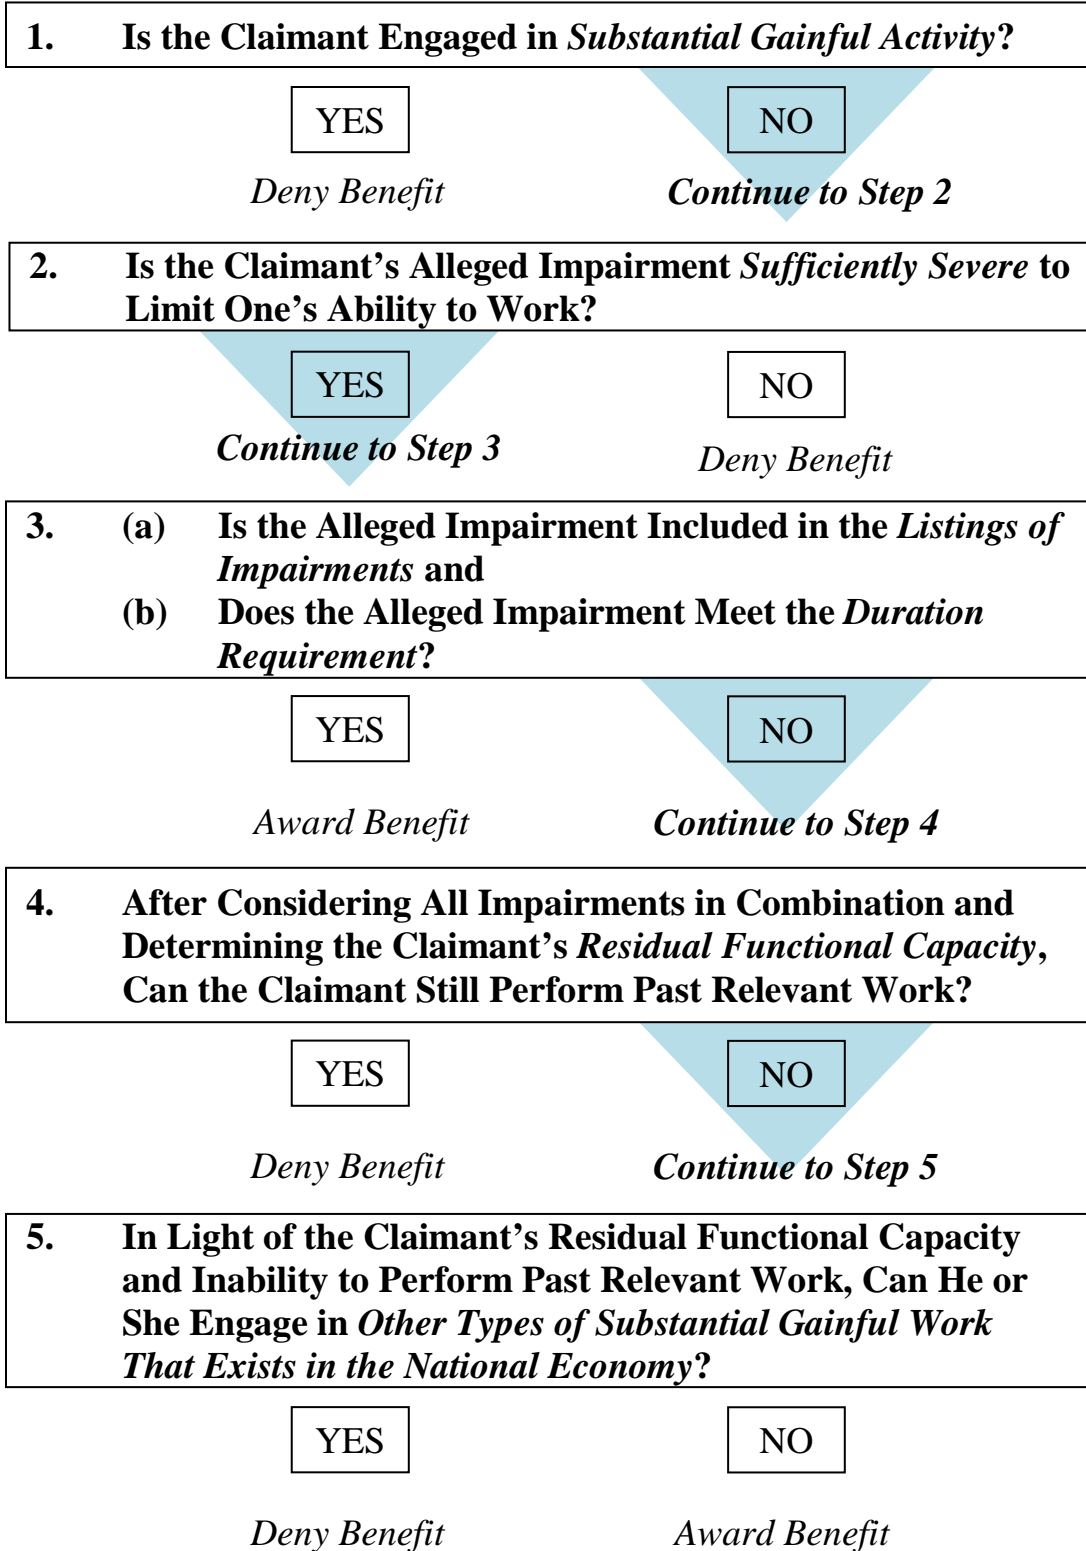 1. Is the Claimant Engaged in Substantial Gainful Activity?
YES NO
Deny Benefit Continue to Step 2
2. Is the Claimant’s Alleged Impairment Sufficiently Severe to
Limit One’s Ability to Work?
YES NO
Continue to Step 3 Deny Benefit
3. (a) Is the Alleged Impairment Included in the Listings of
Impairments and
(b) Does the Alleged Impairment Meet the Duration
Requirement?
YES NO
Award Benefit Continue to Step 4
4. After Considering All Impairments in Combination and
Determining the Claimant’s Residual Functional Capacity,
Can the Claimant Still Perform Past Relevant Work?
YES NO
Deny Benefit Continue to Step 5
5. In Light of the Claimant’s Residual Functional Capacity
and Inability to Perform Past Relevant Work, Can He or
She Engage in Other Types of Substantial Gainful Work
That Exists in the National Economy?
YES NO
Deny Benefit Award Benefit